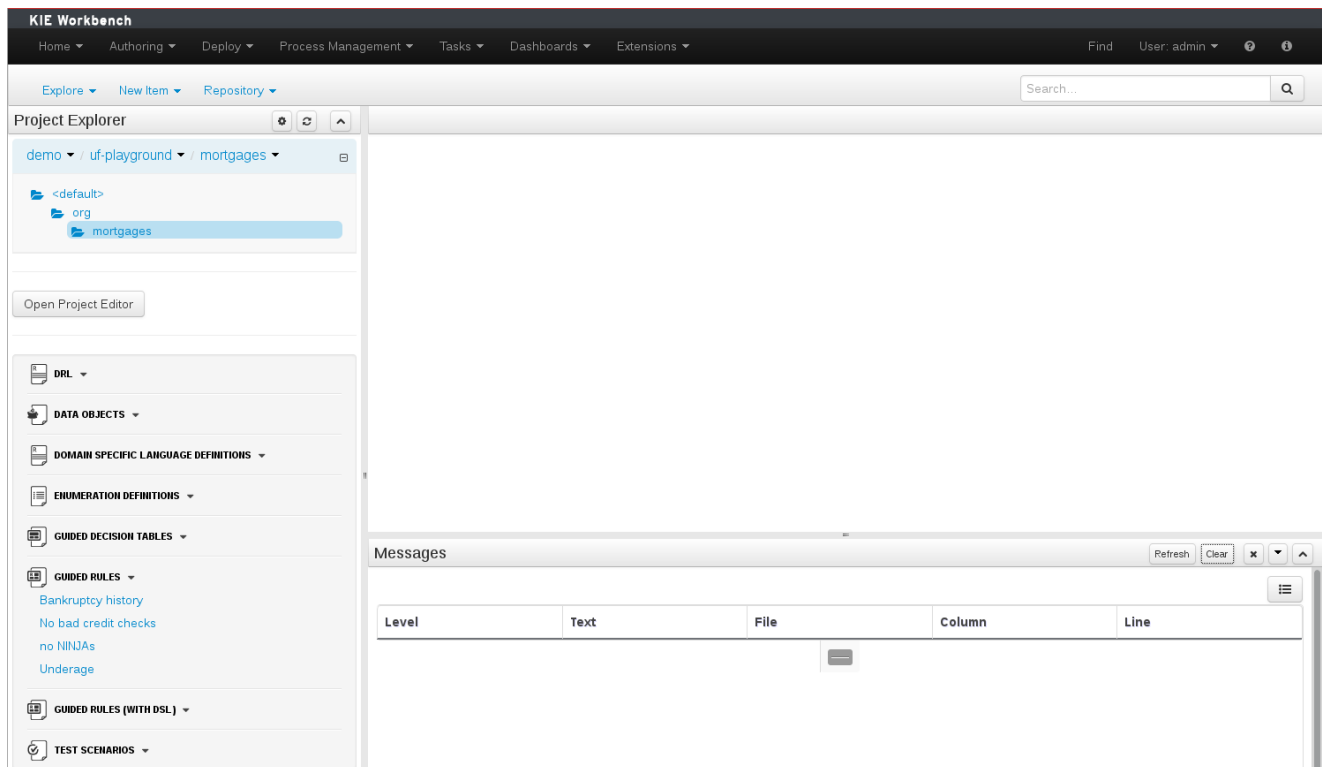 KIE Workbench
Home Authoring Deploy Process Management Tasks Dashboards Extensions Find User: admin
Explore New Item Repository Search...
Project Explorer
demo / uf-playground / mortgages
<default>
org
mortgages
Open Project Editor
DRL
DATA OBJECTS
DOMAIN SPECIFIC LANGUAGE DEFINITIONS
ENUMERATION DEFINITIONS
GUIDED DECISION TABLES
GUIDED RULES
Bankruptcy history
No bad credit checks
no NINJAs
Underage
GUIDED RULES (WITH DSL)
TEST SCENARIOS
Messages Refresh Clear
Level Text File Column Line